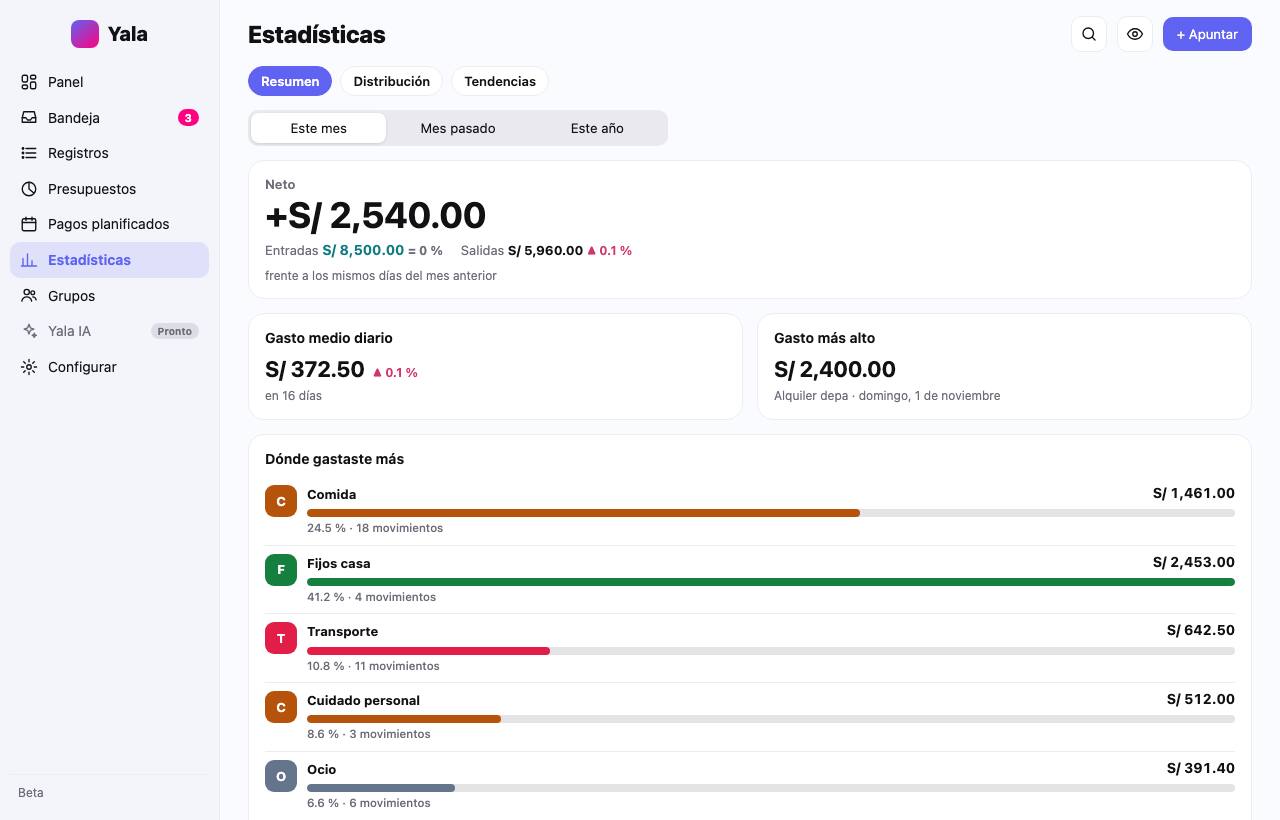 Yala
Panel
Bandeja 3
Registros
Presupuestos
Pagos planificados
Estadísticas
Grupos
Yala IA Pronto
Configurar
Beta
Estadísticas
+ Apuntar
Resumen Distribución Tendencias
Este mes Mes pasado Este año
Neto
+S/ 2,540.00
Entradas S/ 8,500.00 = 0 % Salidas S/ 5,960.00 ▲ 0.1 %
frente a los mismos días del mes anterior
Gasto medio diario
S/ 372.50 ▲ 0.1 %
en 16 días
Gasto más alto
S/ 2,400.00
Alquiler depa · domingo, 1 de noviembre
Dónde gastaste más
C Comida S/ 1,461.00
24.5 % · 18 movimientos
F Fijos casa S/ 2,453.00
41.2 % · 4 movimientos
T Transporte S/ 642.50
10.8 % · 11 movimientos
C Cuidado personal S/ 512.00
8.6 % · 3 movimientos
O Ocio S/ 391.40
6.6 % · 6 movimientos